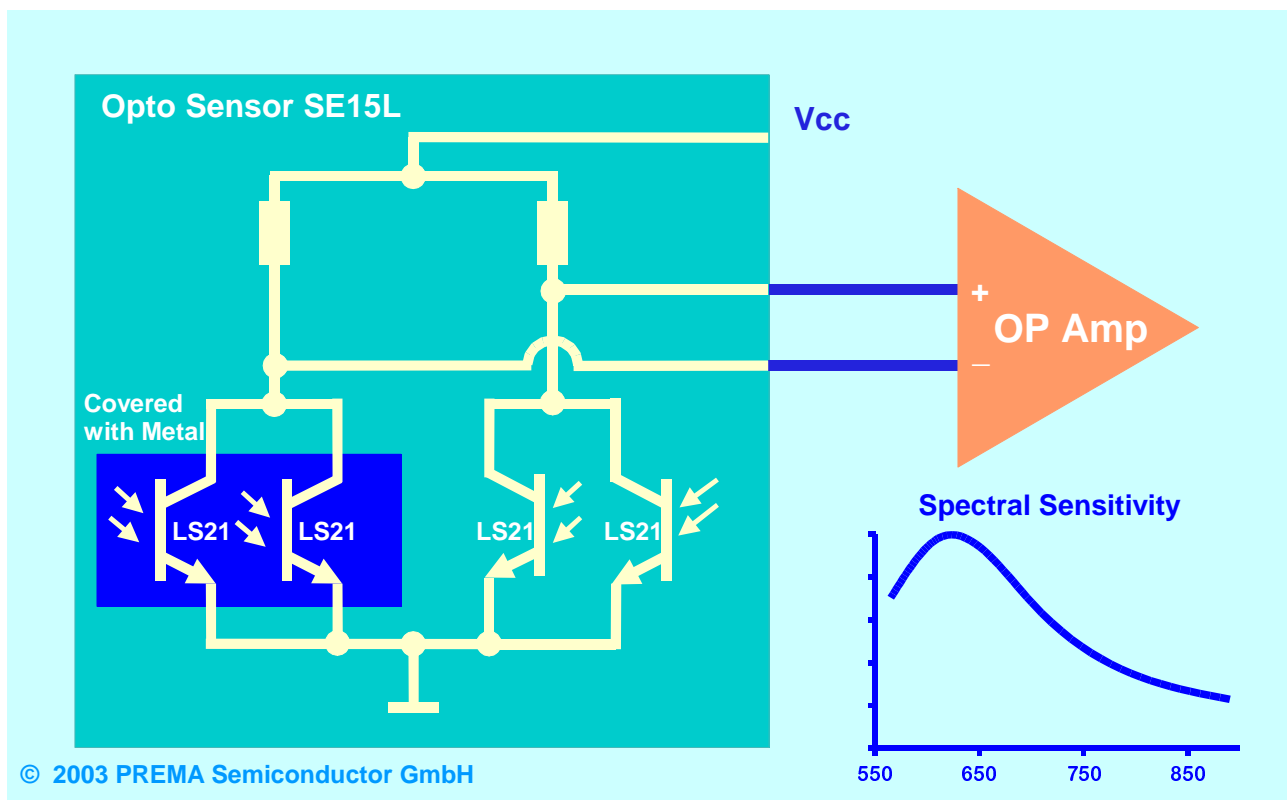 Opto Sensor SE15L
Vcc
+
OP Amp
−
Covered
with Metal
LS21
LS21
LS21
LS21
Spectral Sensitivity
550
650
750
850
© 2003 PREMA Semiconductor GmbH